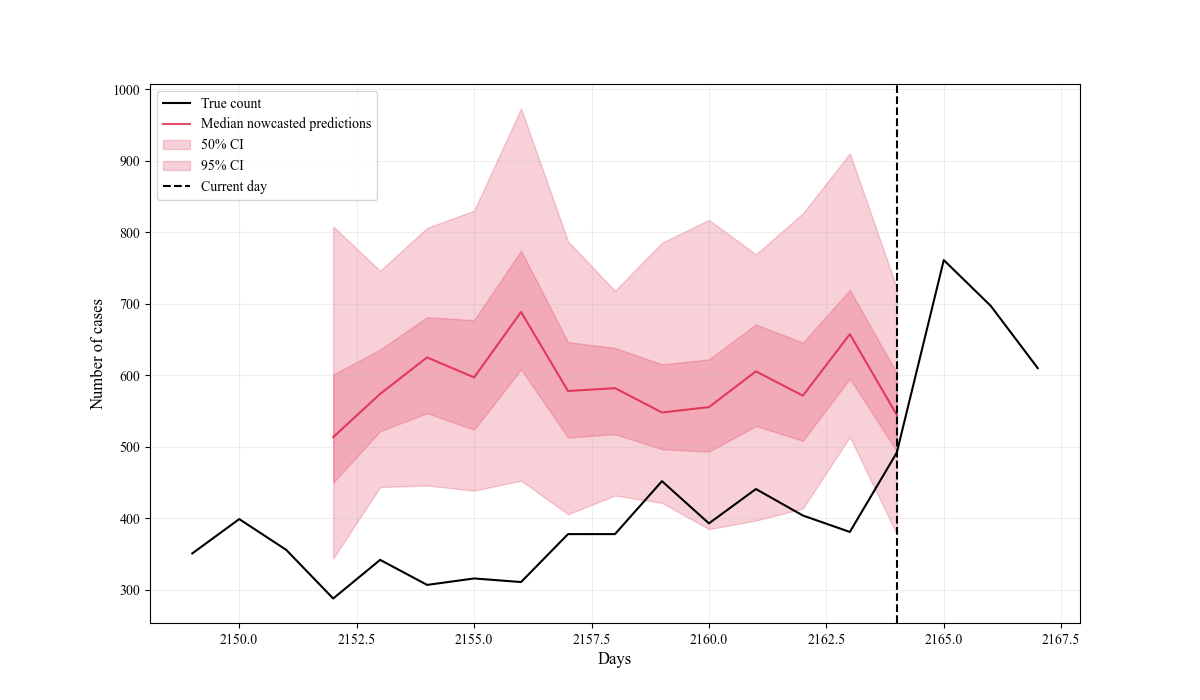 1000
900
800
700
600
500
400
300
Number of cases
True count
Median nowcasted predictions
50% CI
95% CI
Current day
2150.0 2152.5 2155.0 2157.5 2160.0 2162.5 2165.0 2167.5
Days